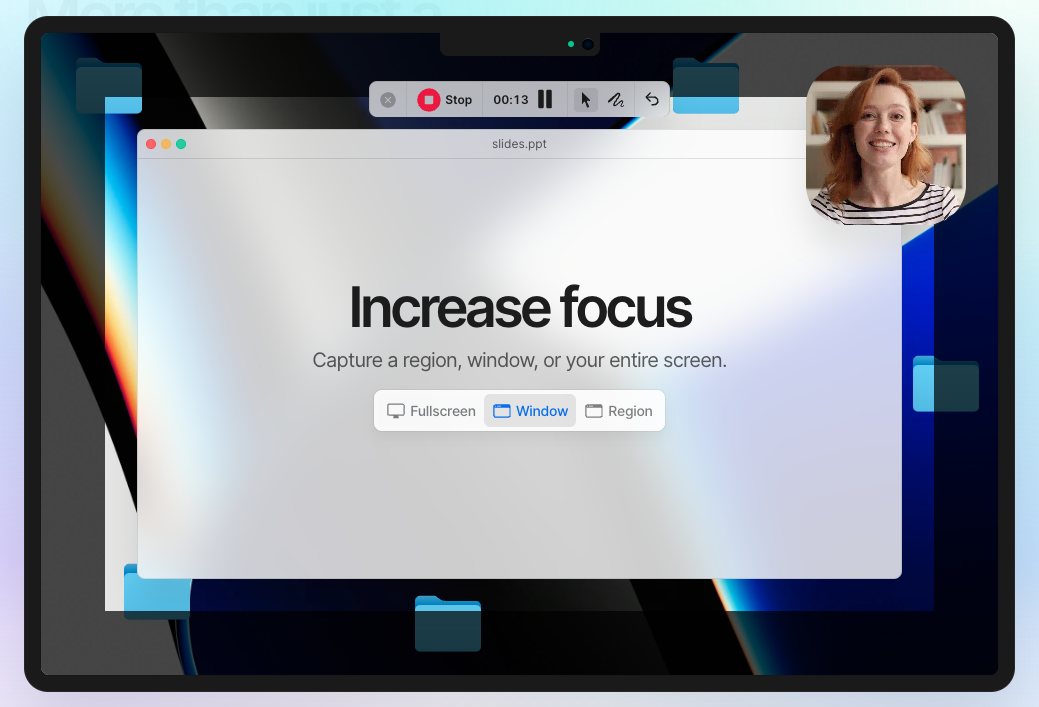 More than just a
Stop 00:13
slides.ppt
Increase focus
Capture a region, window, or your entire screen.
Fullscreen Window Region